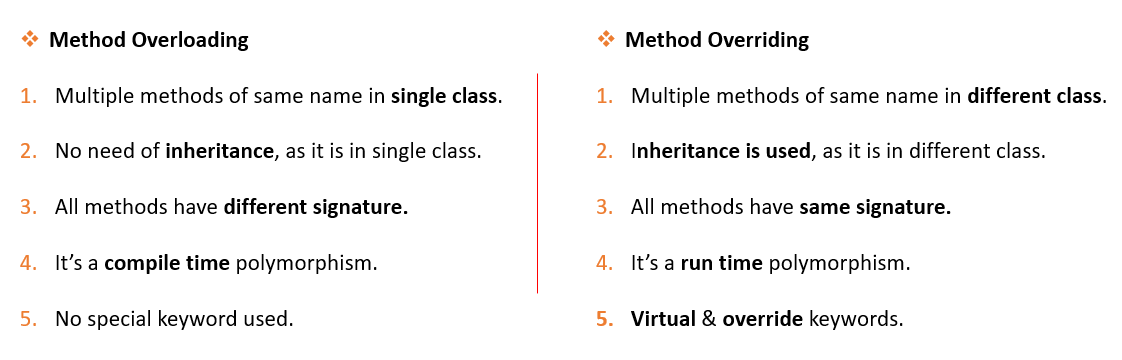 ❖ Method Overloading
1. Multiple methods of same name in single class.
2. No need of inheritance, as it is in single class.
3. All methods have different signature.
4. It’s a compile time polymorphism.
5. No special keyword used.
❖ Method Overriding
1. Multiple methods of same name in different class.
2. Inheritance is used, as it is in different class.
3. All methods have same signature.
4. It’s a run time polymorphism.
5. Virtual & override keywords.